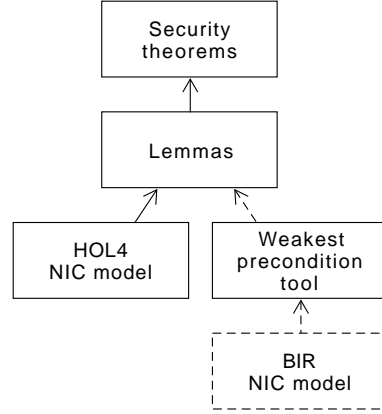 Security
theorems
Lemmas
HOL4
NIC model
Weakest
precondition
tool
BIR
NIC model